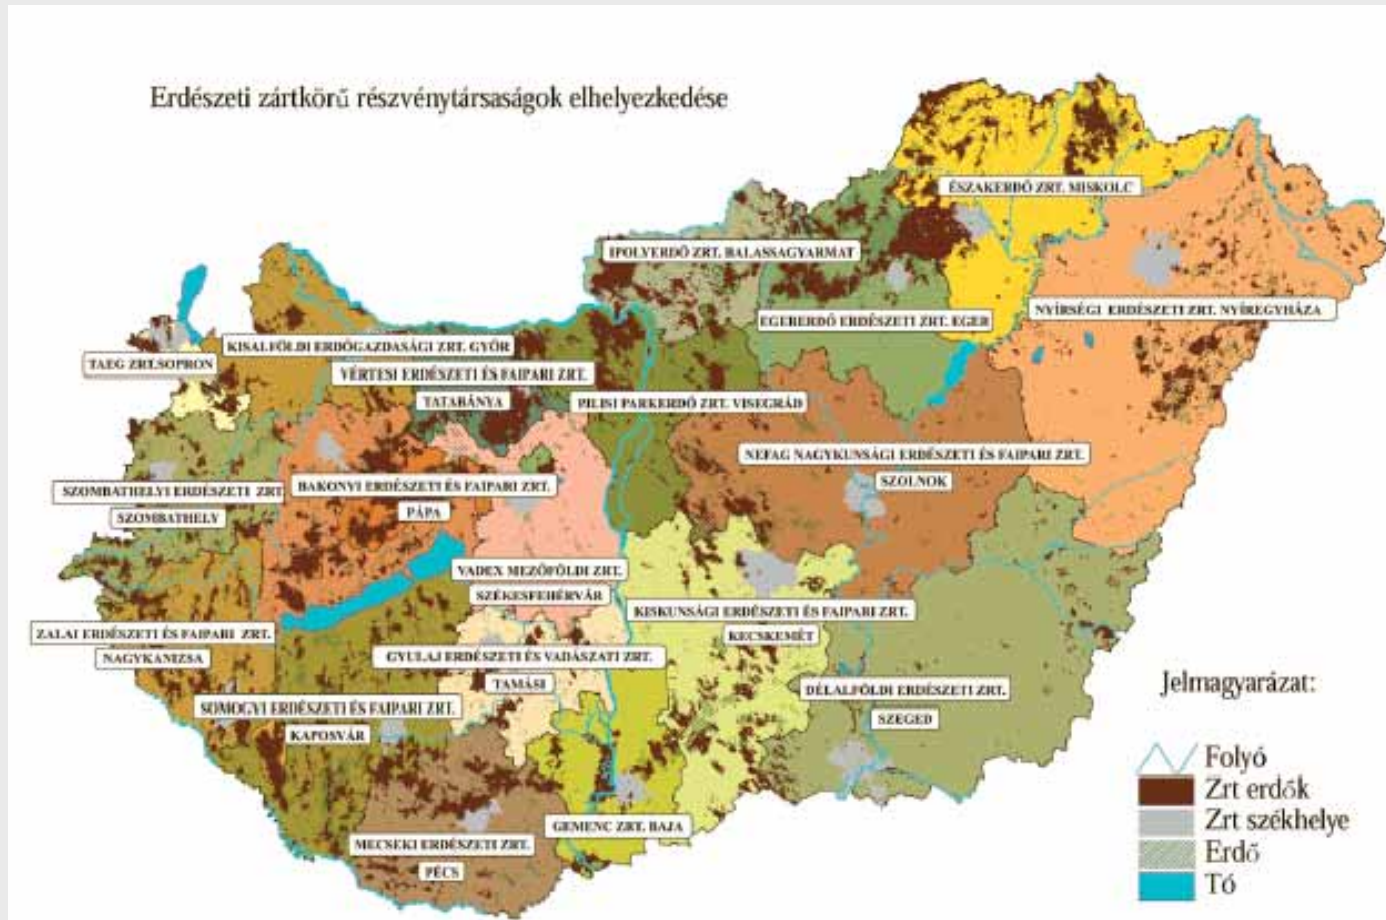 Erdészeti zártkörű részvénytársaságok elhelyezkedése
ÉSZAKERDŐ ZRT. MISKOLC
IPOLYERDŐ ZRT. BALASSAGYARMAT
NYÍRSÉGI ERDÉSZETI ZRT. NYÍREGYHÁZA
EGERERDŐ ERDÉSZETI ZRT. EGER
KISALFÖLDI ERDŐGAZDASÁGI ZRT. GYŐR
TAEG ZRT.SOPRON
VÉRTESI ERDÉSZETI ÉS FAIPARI ZRT.
TATABÁNYA
PILISI PARKERDŐ ZRT. VISEGRÁD
NEFAG NAGYKUNSÁGI ERDÉSZETI ÉS FAIPARI ZRT.
SZOLNOK
SZOMBATHELYI ERDÉSZETI ZRT.
SZOMBATHELY
BAKONYI ERDÉSZETI ÉS FAIPARI ZRT.
PÁPA
VADEX MEZŐFÖLDI ZRT.
SZÉKESFEHÉRVÁR
KISKUNSÁGI ERDÉSZETI ÉS FAIPARI ZRT.
KECSKEMÉT
ZALAI ERDÉSZETI ÉS FAIPARI ZRT.
NAGYKANIZSA
GYULAJ ERDÉSZETI ÉS VADÁSZATI ZRT.
TAMÁSI
DÉLALFÖLDI ERDÉSZETI ZRT.
SZEGED
SOMOGYI ERDÉSZETI ÉS FAIPARI ZRT.
KAPOSVÁR
GEMENC ZRT. BAJA
MECSEKI ERDÉSZETI ZRT.
PÉCS
Jelmagyarázat:
Folyó
Zrt erdők
Zrt székhelye
Erdő
Tó